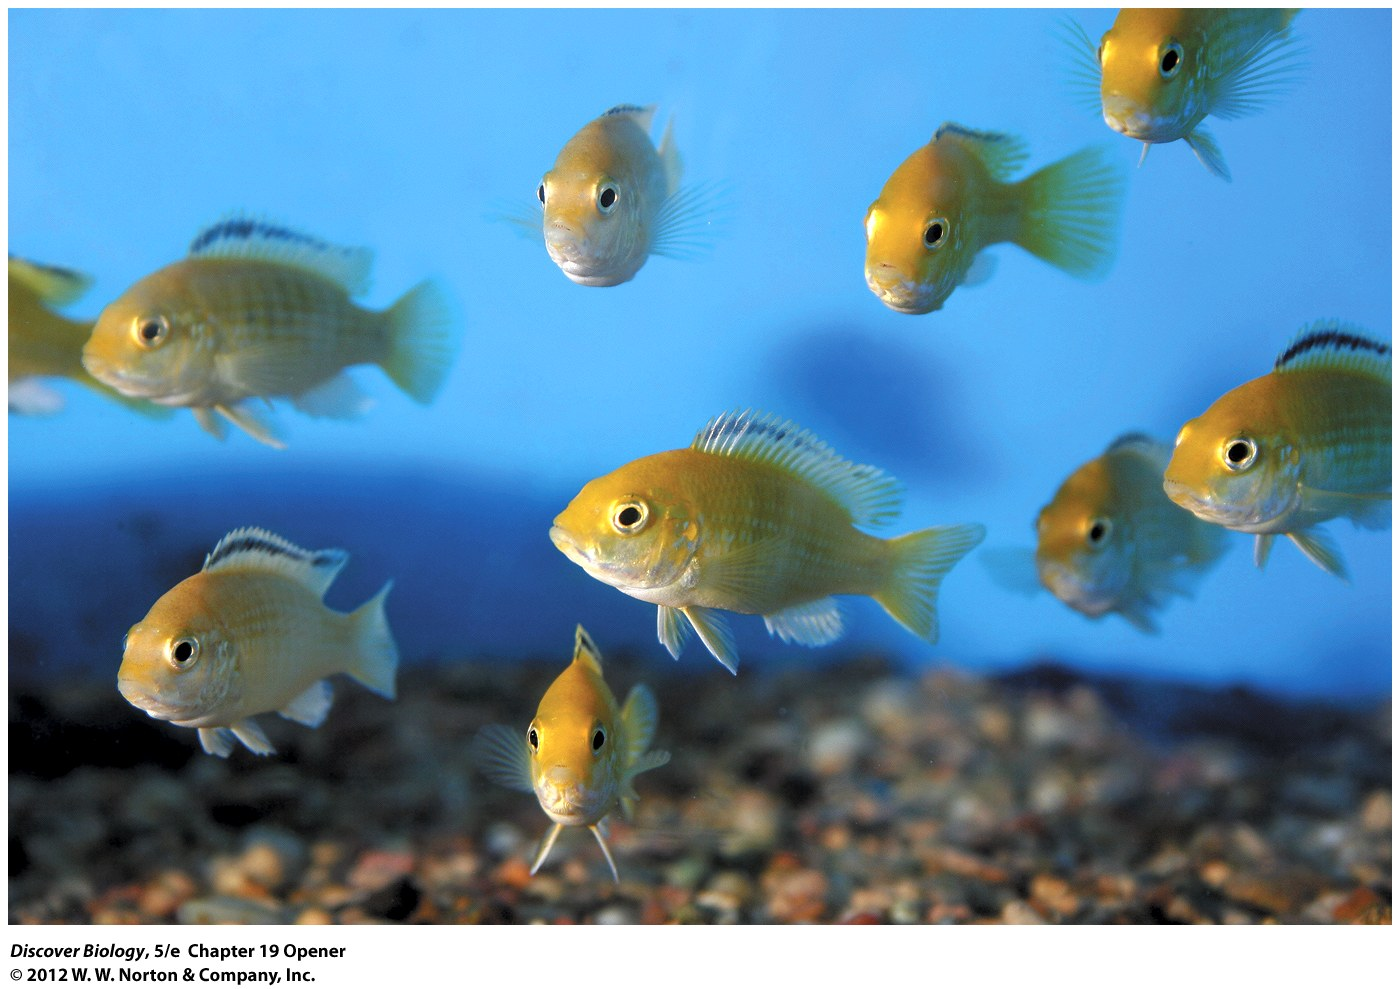 Discover Biology, 5/e Chapter 19 Opener
© 2012 W. W. Norton & Company, Inc.